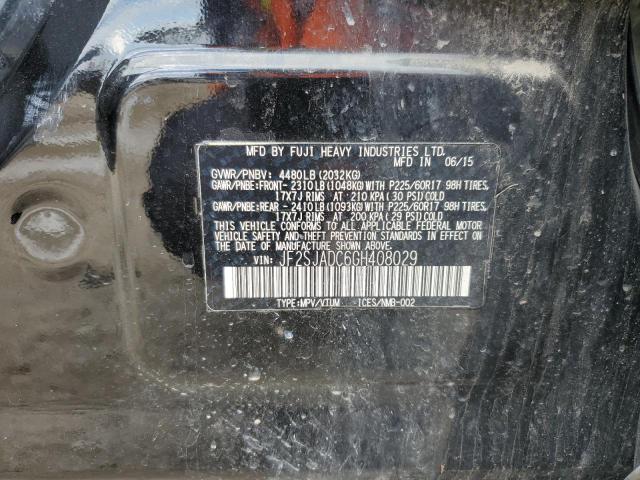 MFD BY FUJI HEAVY INDUSTRIES LTD.
MFD IN 06/15
GVWR/PNBV: 4480LB (2032KG)
GAWR/PNBE:FRONT- 2310LB(1048KG)WITH P225/60R17 98H TIRES,
17X7J RIMS AT 210 KPA(30 PSI)COLD
GAWR/PNBE:REAR -2410LB(1093KG)WITH P225/60R17 98H TIRES,
17X7J RIMS AT 200 KPA(29 PSI)COLD
THIS VEHICLE CONFORMS TO ALL APPLICABLE FEDERAL MOTOR
VEHICLE SAFETY AND THEFT PREVENTION STANDARDS IN EFFECT
ON THE DATE OF MANUFACTURE SHOWN ABOVE.
VIN: JF2SJADC6GH408029
TYPE:MPV/VTUM ICES/NMB-002